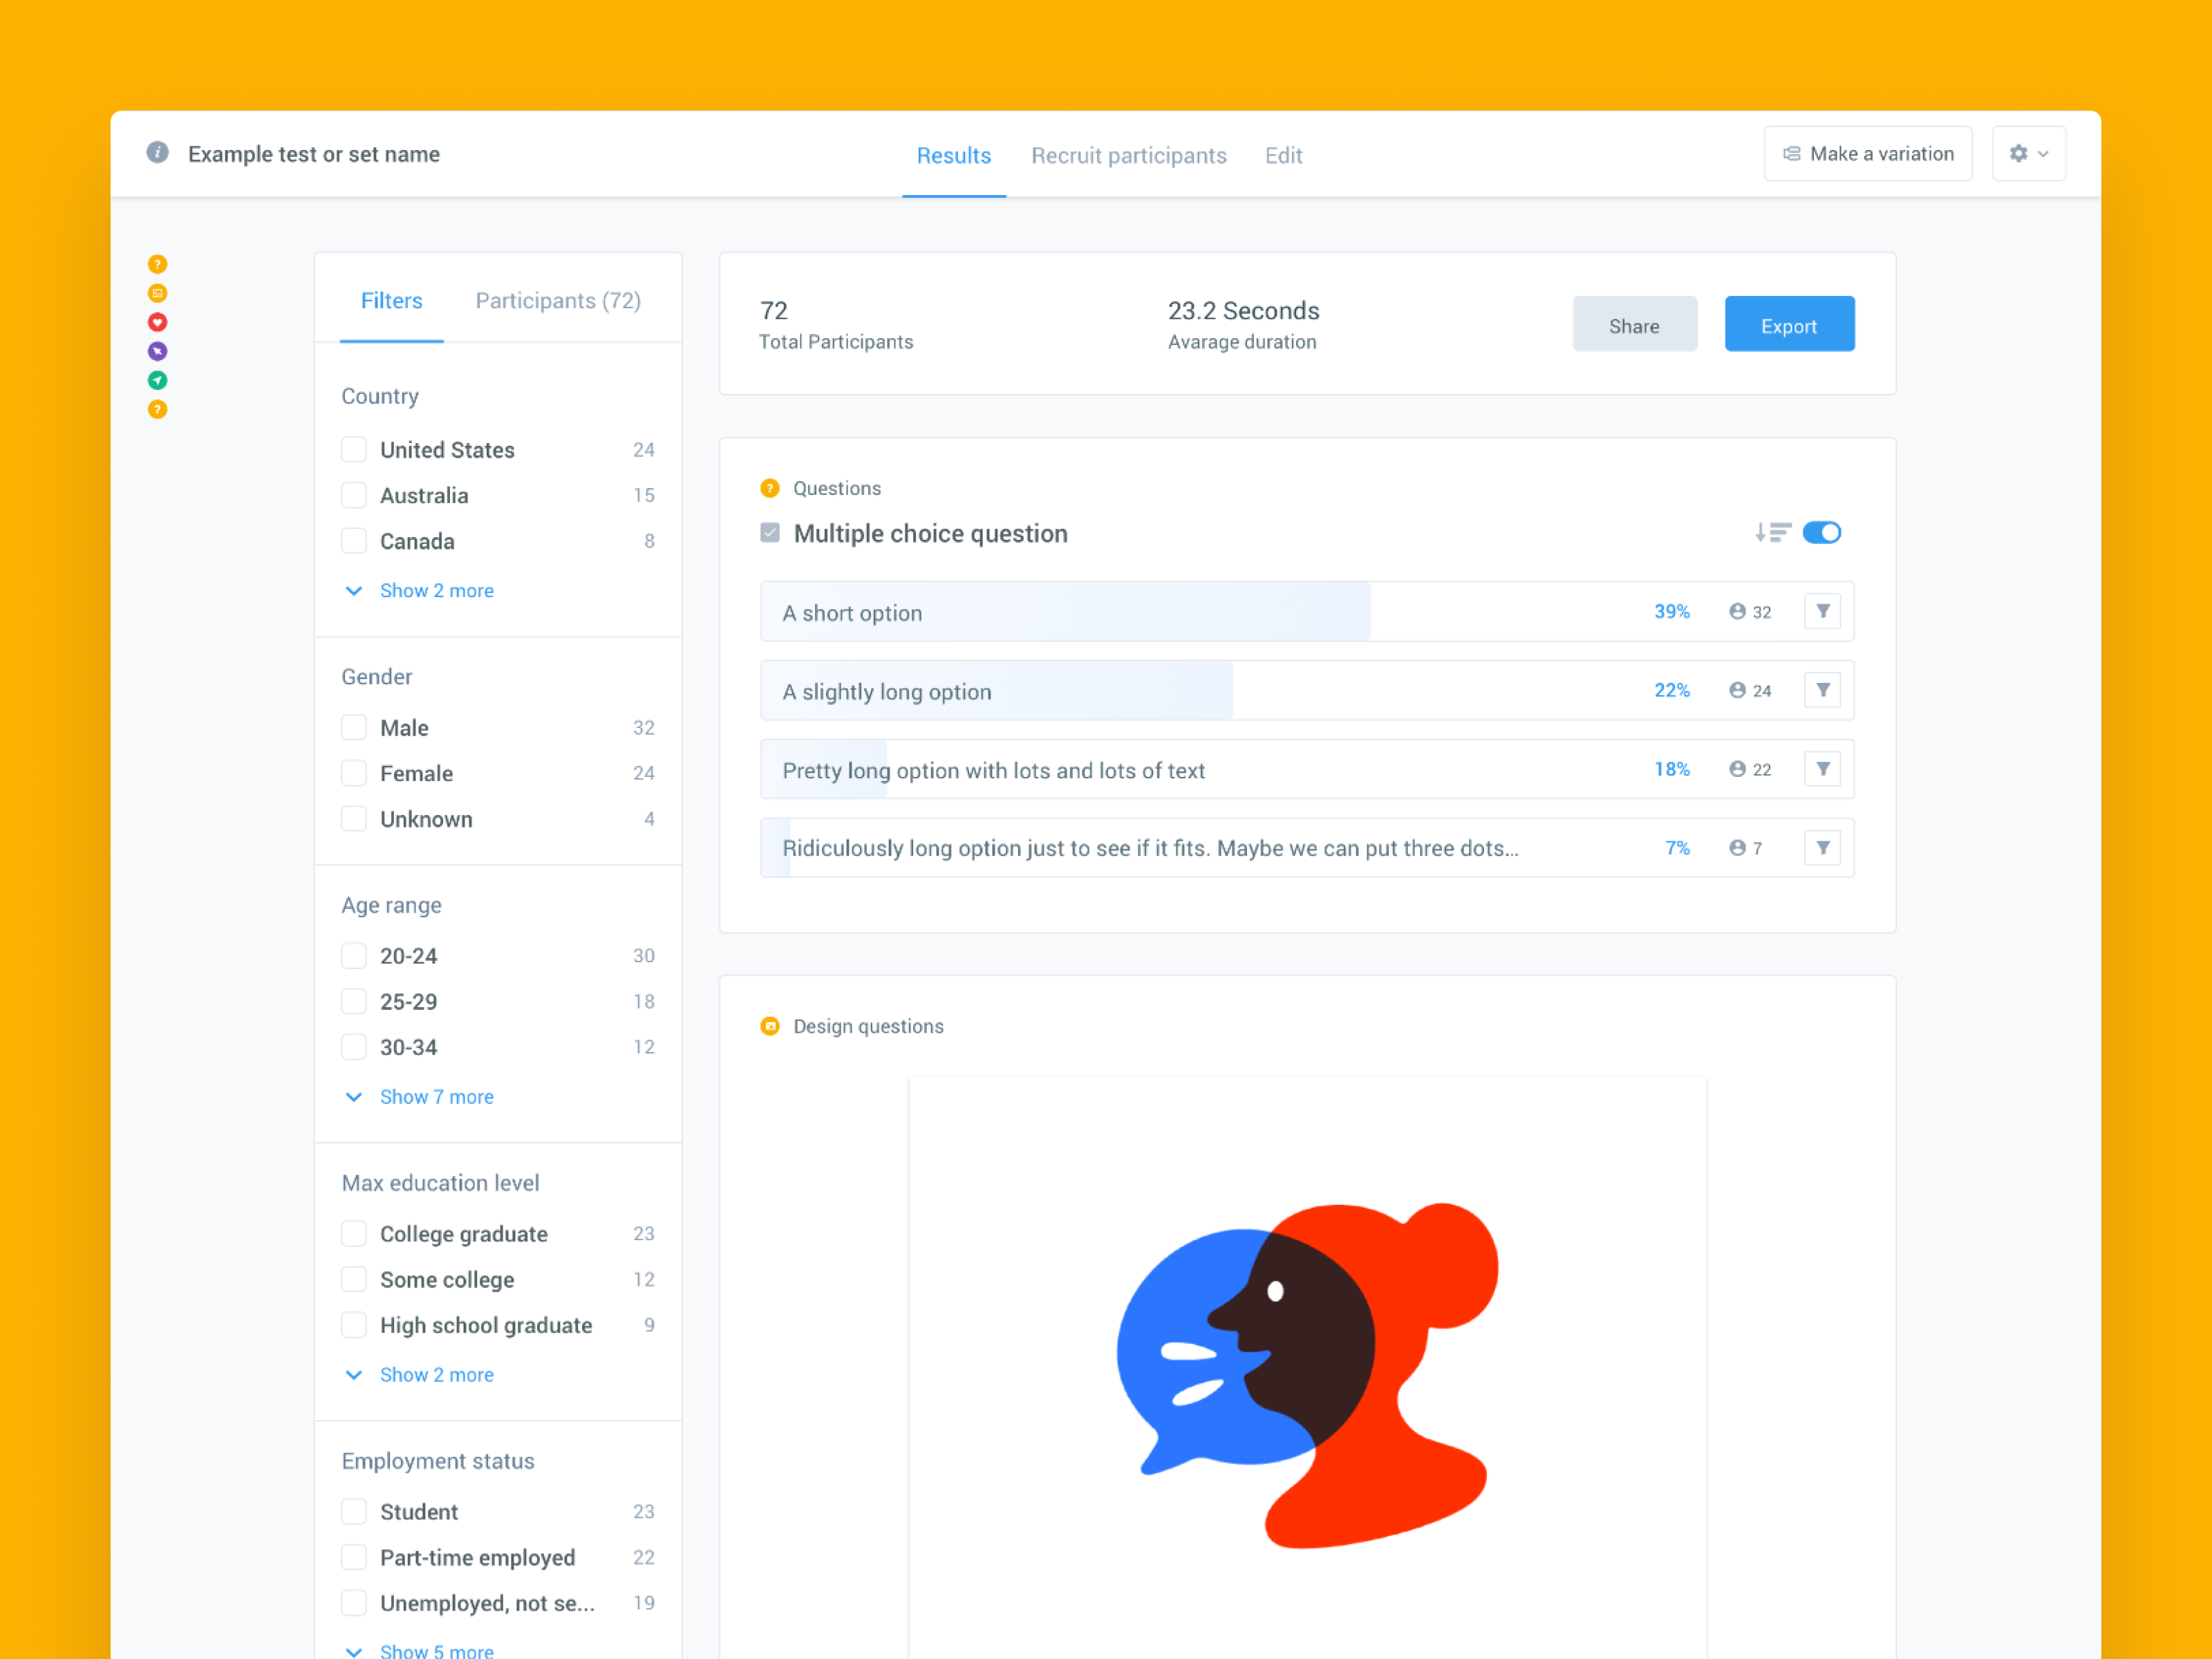 Example test or set name
Results
Recruit participants
Edit
Make a variation
Filters
Participants (72)
Country
United States 24
Australia 15
Canada 8
Show 2 more
Gender
Male 32
Female 24
Unknown 4
Age range
20-24 30
25-29 18
30-34 12
Show 7 more
Max education level
College graduate 23
Some college 12
High school graduate 9
Show 2 more
Employment status
Student 23
Part-time employed 22
Unemployed, not se... 19
Show 5 more
72
Total Participants
23.2 Seconds
Avarage duration
Share
Export
Questions
Multiple choice question
A short option 39% 32
A slightly long option 22% 24
Pretty long option with lots and lots of text 18% 22
Ridiculously long option just to see if it fits. Maybe we can put three dots... 7% 7
Design questions